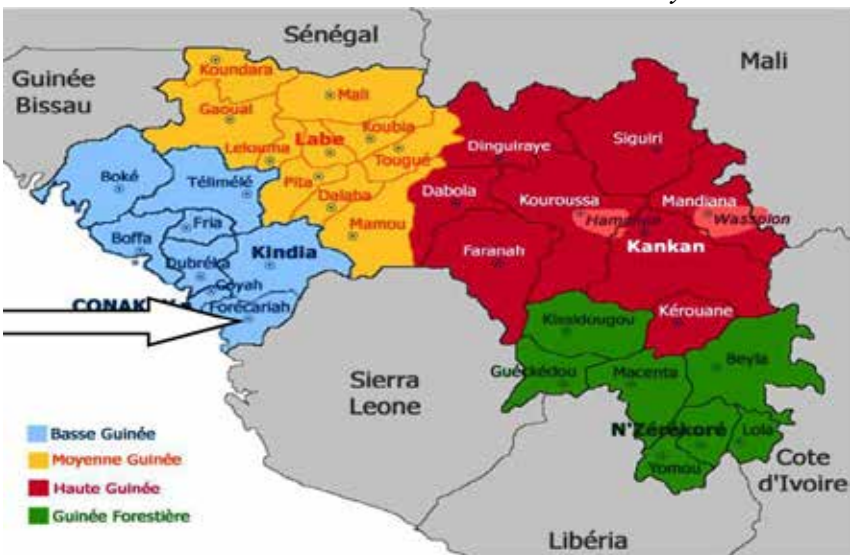 Sénégal
Mali
Guinée
Bissau
Koundara
Mali
Gaoual
Koubia
Labe
Lelouma
Tougué
Dinguiraye
Siguiri
Boké
Télimélé
Pita
Dalaba
Dabola
Kouroussa
Mandiana
Wassolon
Fria
Boffa
Mamou
Kindia
Faranah
Kankan
Dubréka
Coyah
Forécariah
Kérouane
Kissidougou
Guéckédou
Macenta
Beyla
Sierra
Leone
N'Zérékoré
Lola
Yomou
Cote
d'Ivoire
Libéria
Basse Guinée
Moyenne Guinée
Haute Guinée
Guinée Forestière